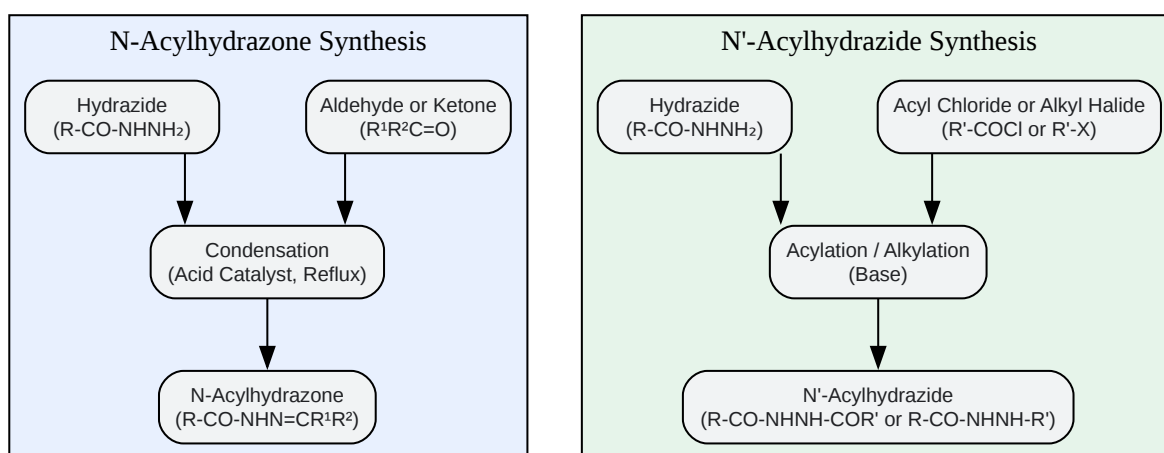 N-Acylhydrazone Synthesis
Hydrazide
(R-CO-NHNH₂)
Aldehyde or Ketone
(R¹R²C=O)
Condensation
(Acid Catalyst, Reflux)
N-Acylhydrazone
(R-CO-NHN=CR¹R²)
N'-Acylhydrazide Synthesis
Hydrazide
(R-CO-NHNH₂)
Acyl Chloride or Alkyl Halide
(R'-COCl or R'-X)
Acylation / Alkylation
(Base)
N'-Acylhydrazide
(R-CO-NHNH-COR' or R-CO-NHNH-R')